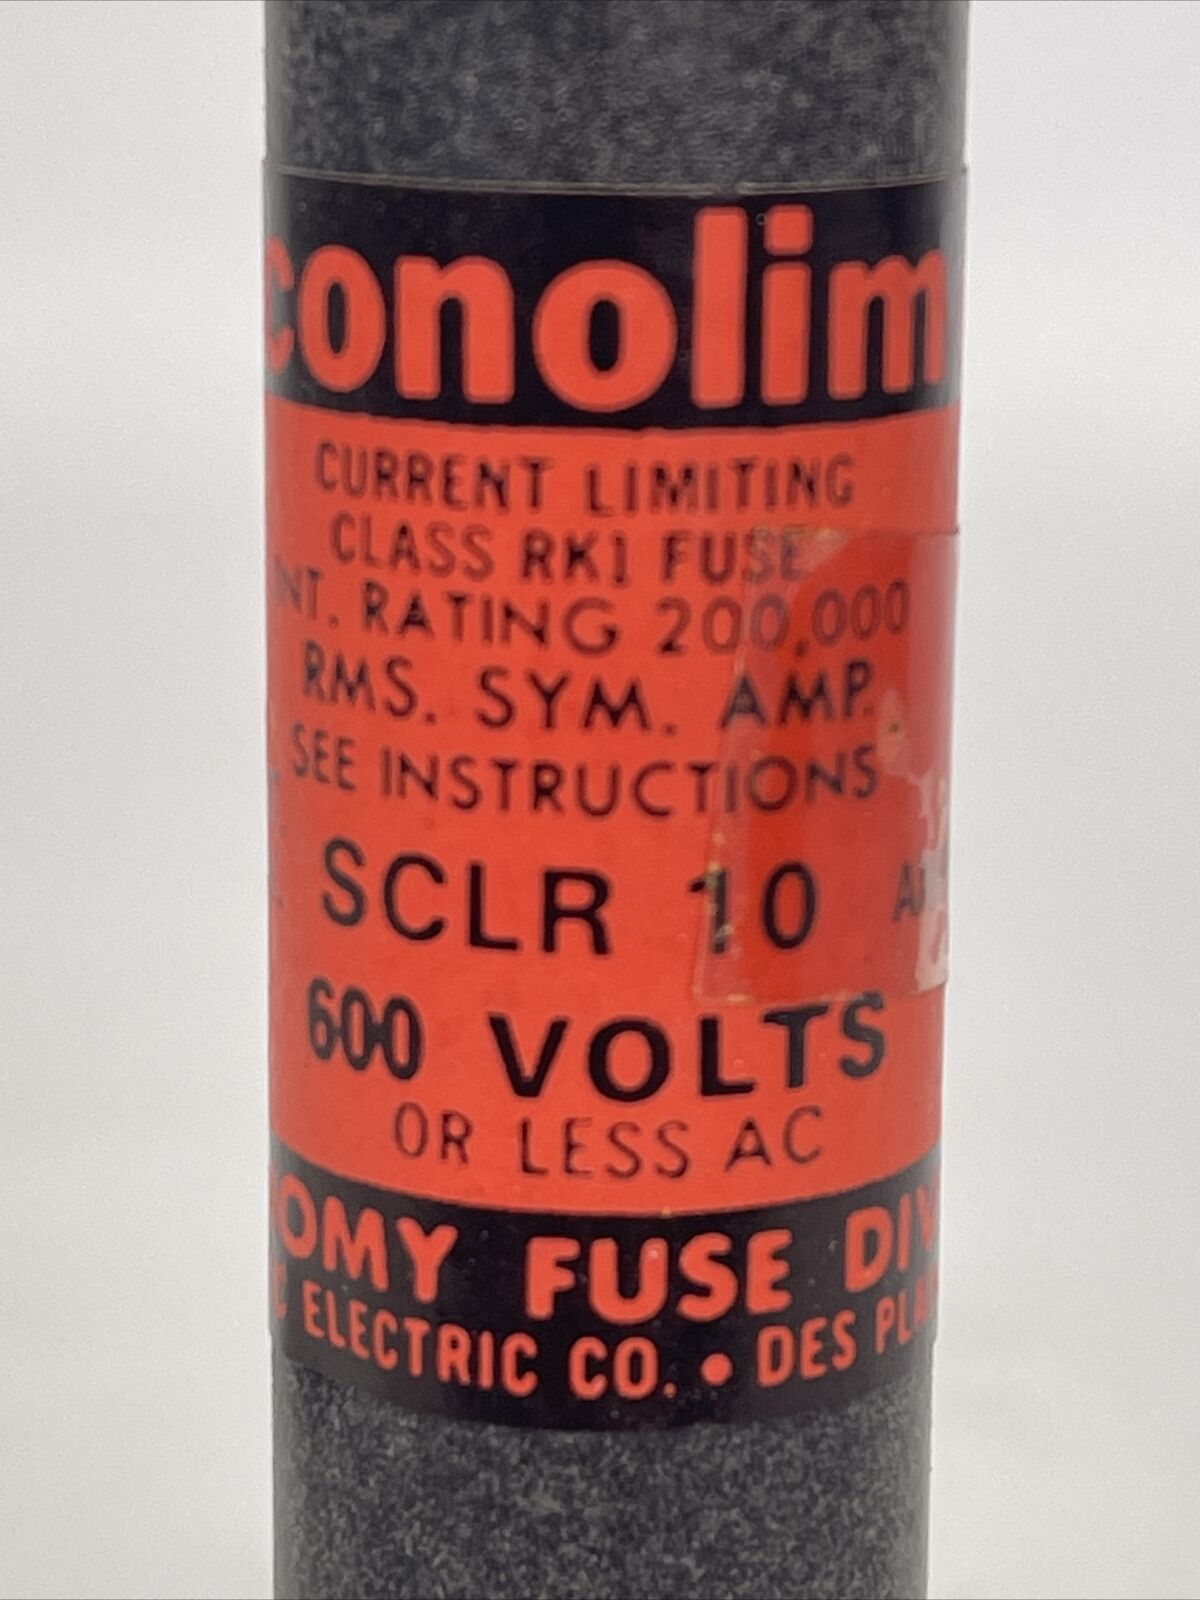 conolim
CURRENT LIMITING
CLASS RK1 FUSE
NT. RATING 200,000
RMS. SYM. AMP.
SEE INSTRUCTIONS
SCLR 10
600 VOLTS
OR LESS AC
OMY FUSE DIV
C ELECTRIC CO. • DES PLA